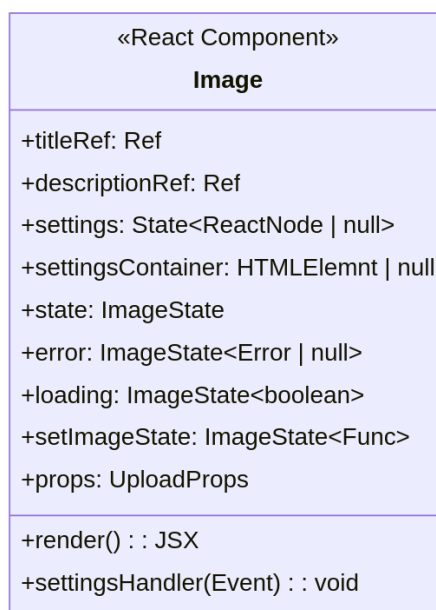 «React Component»
Image
+titleRef: Ref
+descriptionRef: Ref
+settings: State<ReactNode | null>
+settingsContainer: HTMLElemnt | null
+state: ImageState
+error: ImageState<Error | null>
+loading: ImageState<boolean>
+setImageState: ImageState<Func>
+props: UploadProps
+render() : : JSX
+settingsHandler(Event) : : void